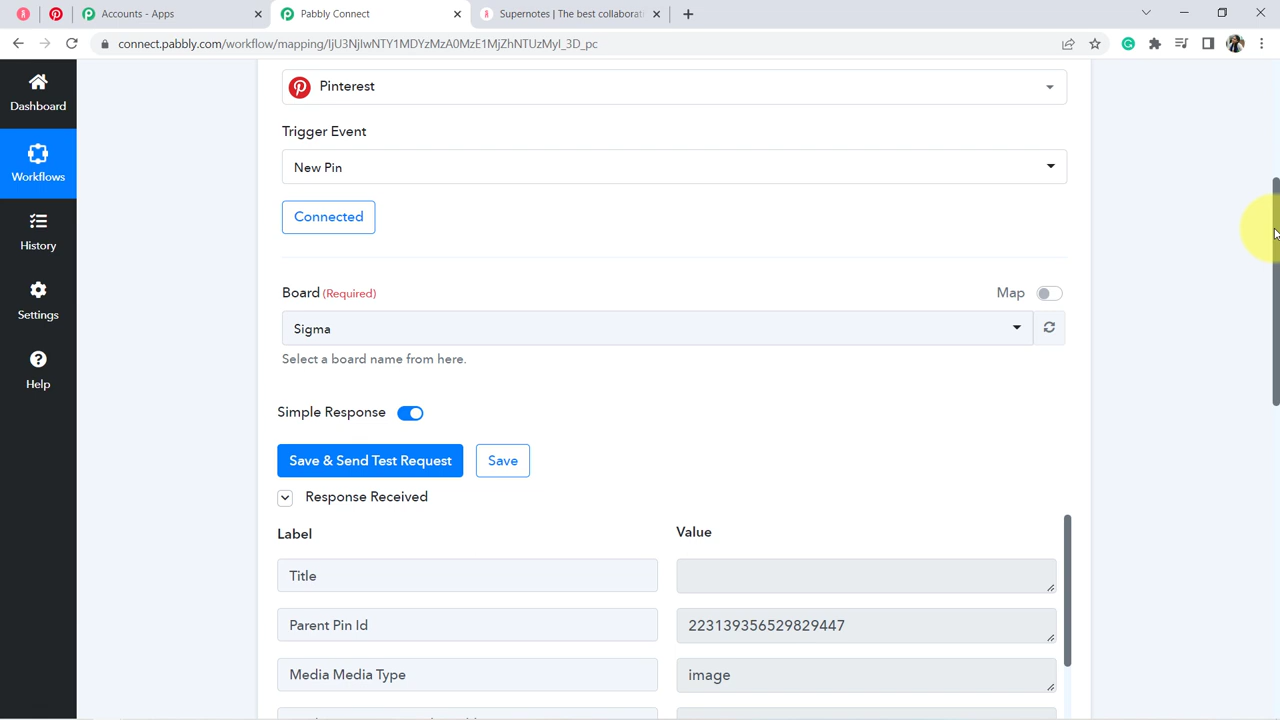 Accounts - Apps
Pabbly Connect
Supernotes | The best collaborat
connect.pabbly.com/workflow/mapping/IjU3NjIwNTY1MDYzMzA0MzE1MjZhNTUzMyI_3D_pc
Dashboard
Workflows
History
Settings
Help
Pinterest
Trigger Event
New Pin
Connected
Board (Required)
Map
Sigma
Select a board name from here.
Simple Response
Save & Send Test Request
Save
Response Received
Label
Value
Title
Parent Pin Id
223139356529829447
Media Media Type
image